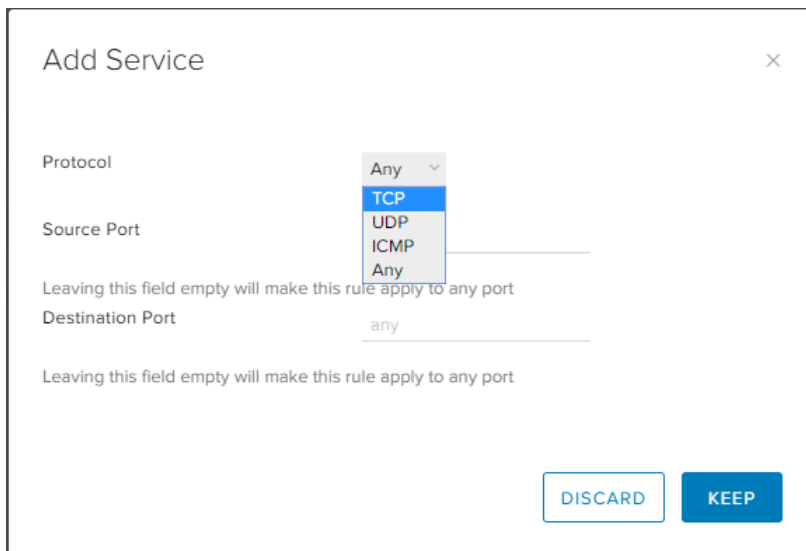 Add Service
×
Protocol
Any
TCP
UDP
ICMP
Any
Source Port
Leaving this field empty will make this rule apply to any port
Destination Port
any
Leaving this field empty will make this rule apply to any port
DISCARD
KEEP